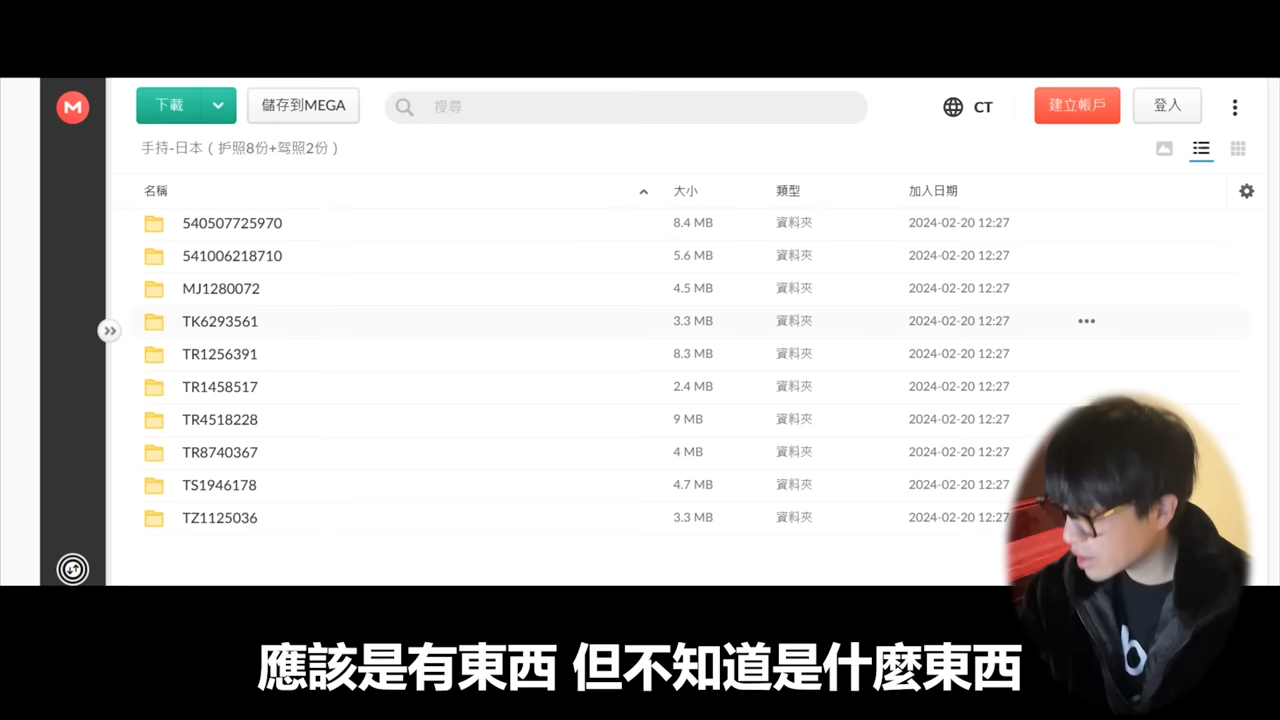 M 下載 儲存到MEGA 搜尋 CT 建立帳戶 登入
手持-日本（护照8份+驾照2份）
名稱 大小 類型 加入日期
540507725970 8.4 MB 資料夾 2024-02-20 12:27
541006218710 5.6 MB 資料夾 2024-02-20 12:27
MJ1280072 4.5 MB 資料夾 2024-02-20 12:27
TK6293561 3.3 MB 資料夾 2024-02-20 12:27
TR1256391 8.3 MB 資料夾 2024-02-20 12:27
TR1458517 2.4 MB 資料夾 2024-02-20 12:27
TR4518228 9 MB 資料夾 2024-02-20 12:27
TR8740367 4 MB 資料夾 2024-02-20 12:27
TS1946178 4.7 MB 資料夾 2024-02-20 12:27
TZ1125036 3.3 MB 資料夾 2024-02-20 12:27
b
應該是有東西 但不知道是什麼東西